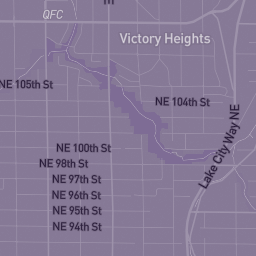 QFC
Victory Heights
NE 105th St
NE 104th St
Lake City Way NE
NE 100th St
NE 98th St
NE 97th St
NE 96th St
NE 95th St
NE 94th St